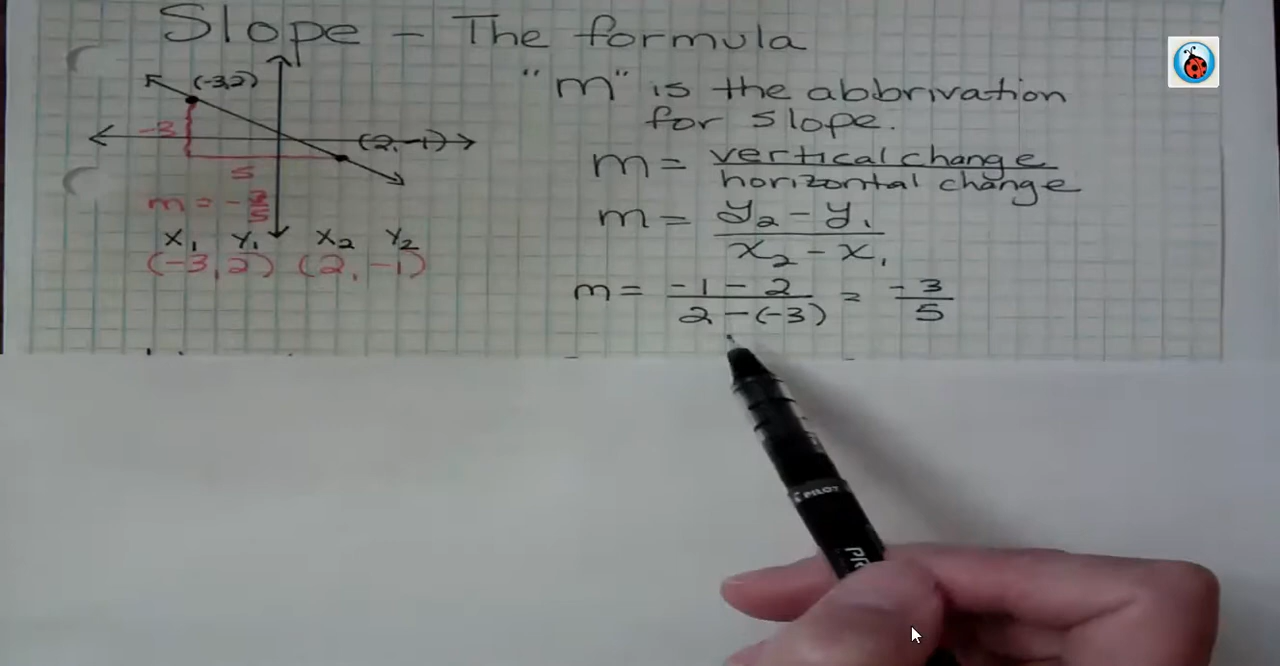 Slope - The formula
(-3,2)
"m" is the abbrivation
for slope.
-3
(2,-1)
m = vertical change
horizontal change
5
m = -3/5
m = y₂ - y₁
x₂ - x₁
x₁ y₁ x₂ y₂
(-3, 2) (2, -1)
m = -1 - 2 = -3
2 - (-3) 5
PILOT
PR